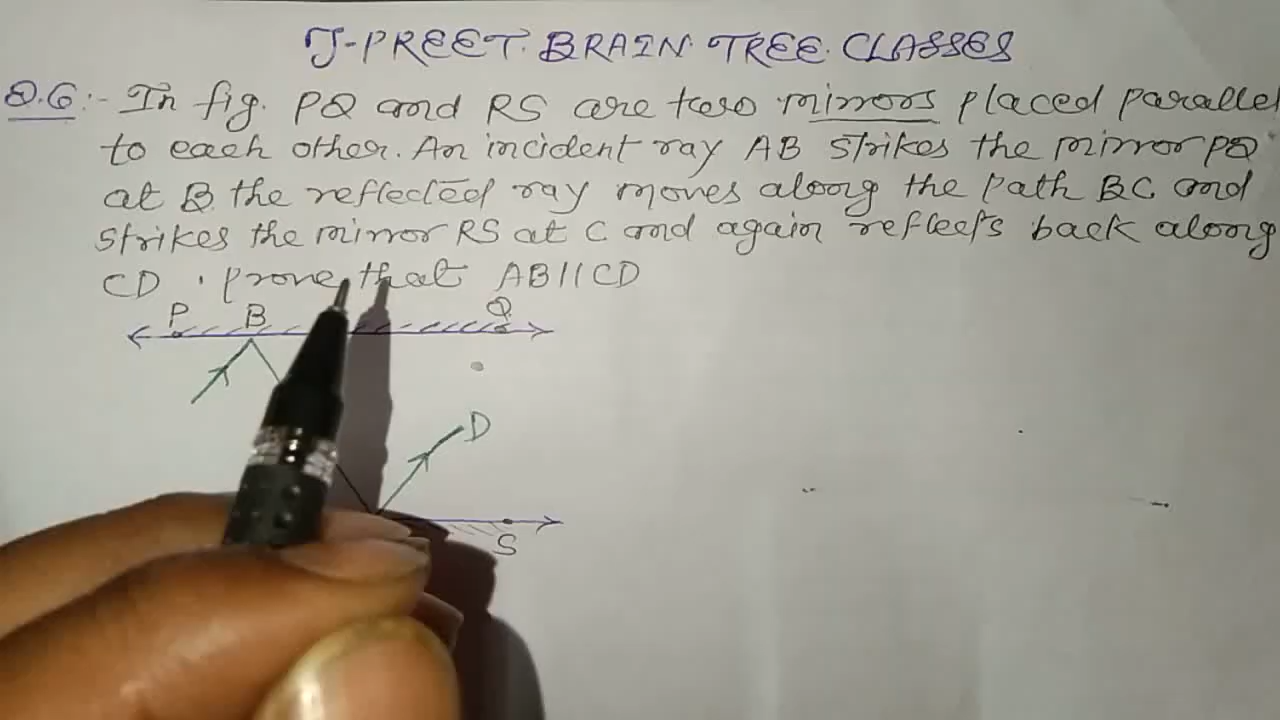 J-PREET. BRAIN. TREE. CLASSES
Q.6:- In fig. PQ and RS are two mirrors placed parallel
to each other. An incident ray AB strikes the mirror PQ
at B the reflected ray moves along the path BC and
strikes the mirror RS at C and again reflects back along
CD. prove that AB||CD
P B Q
D
S